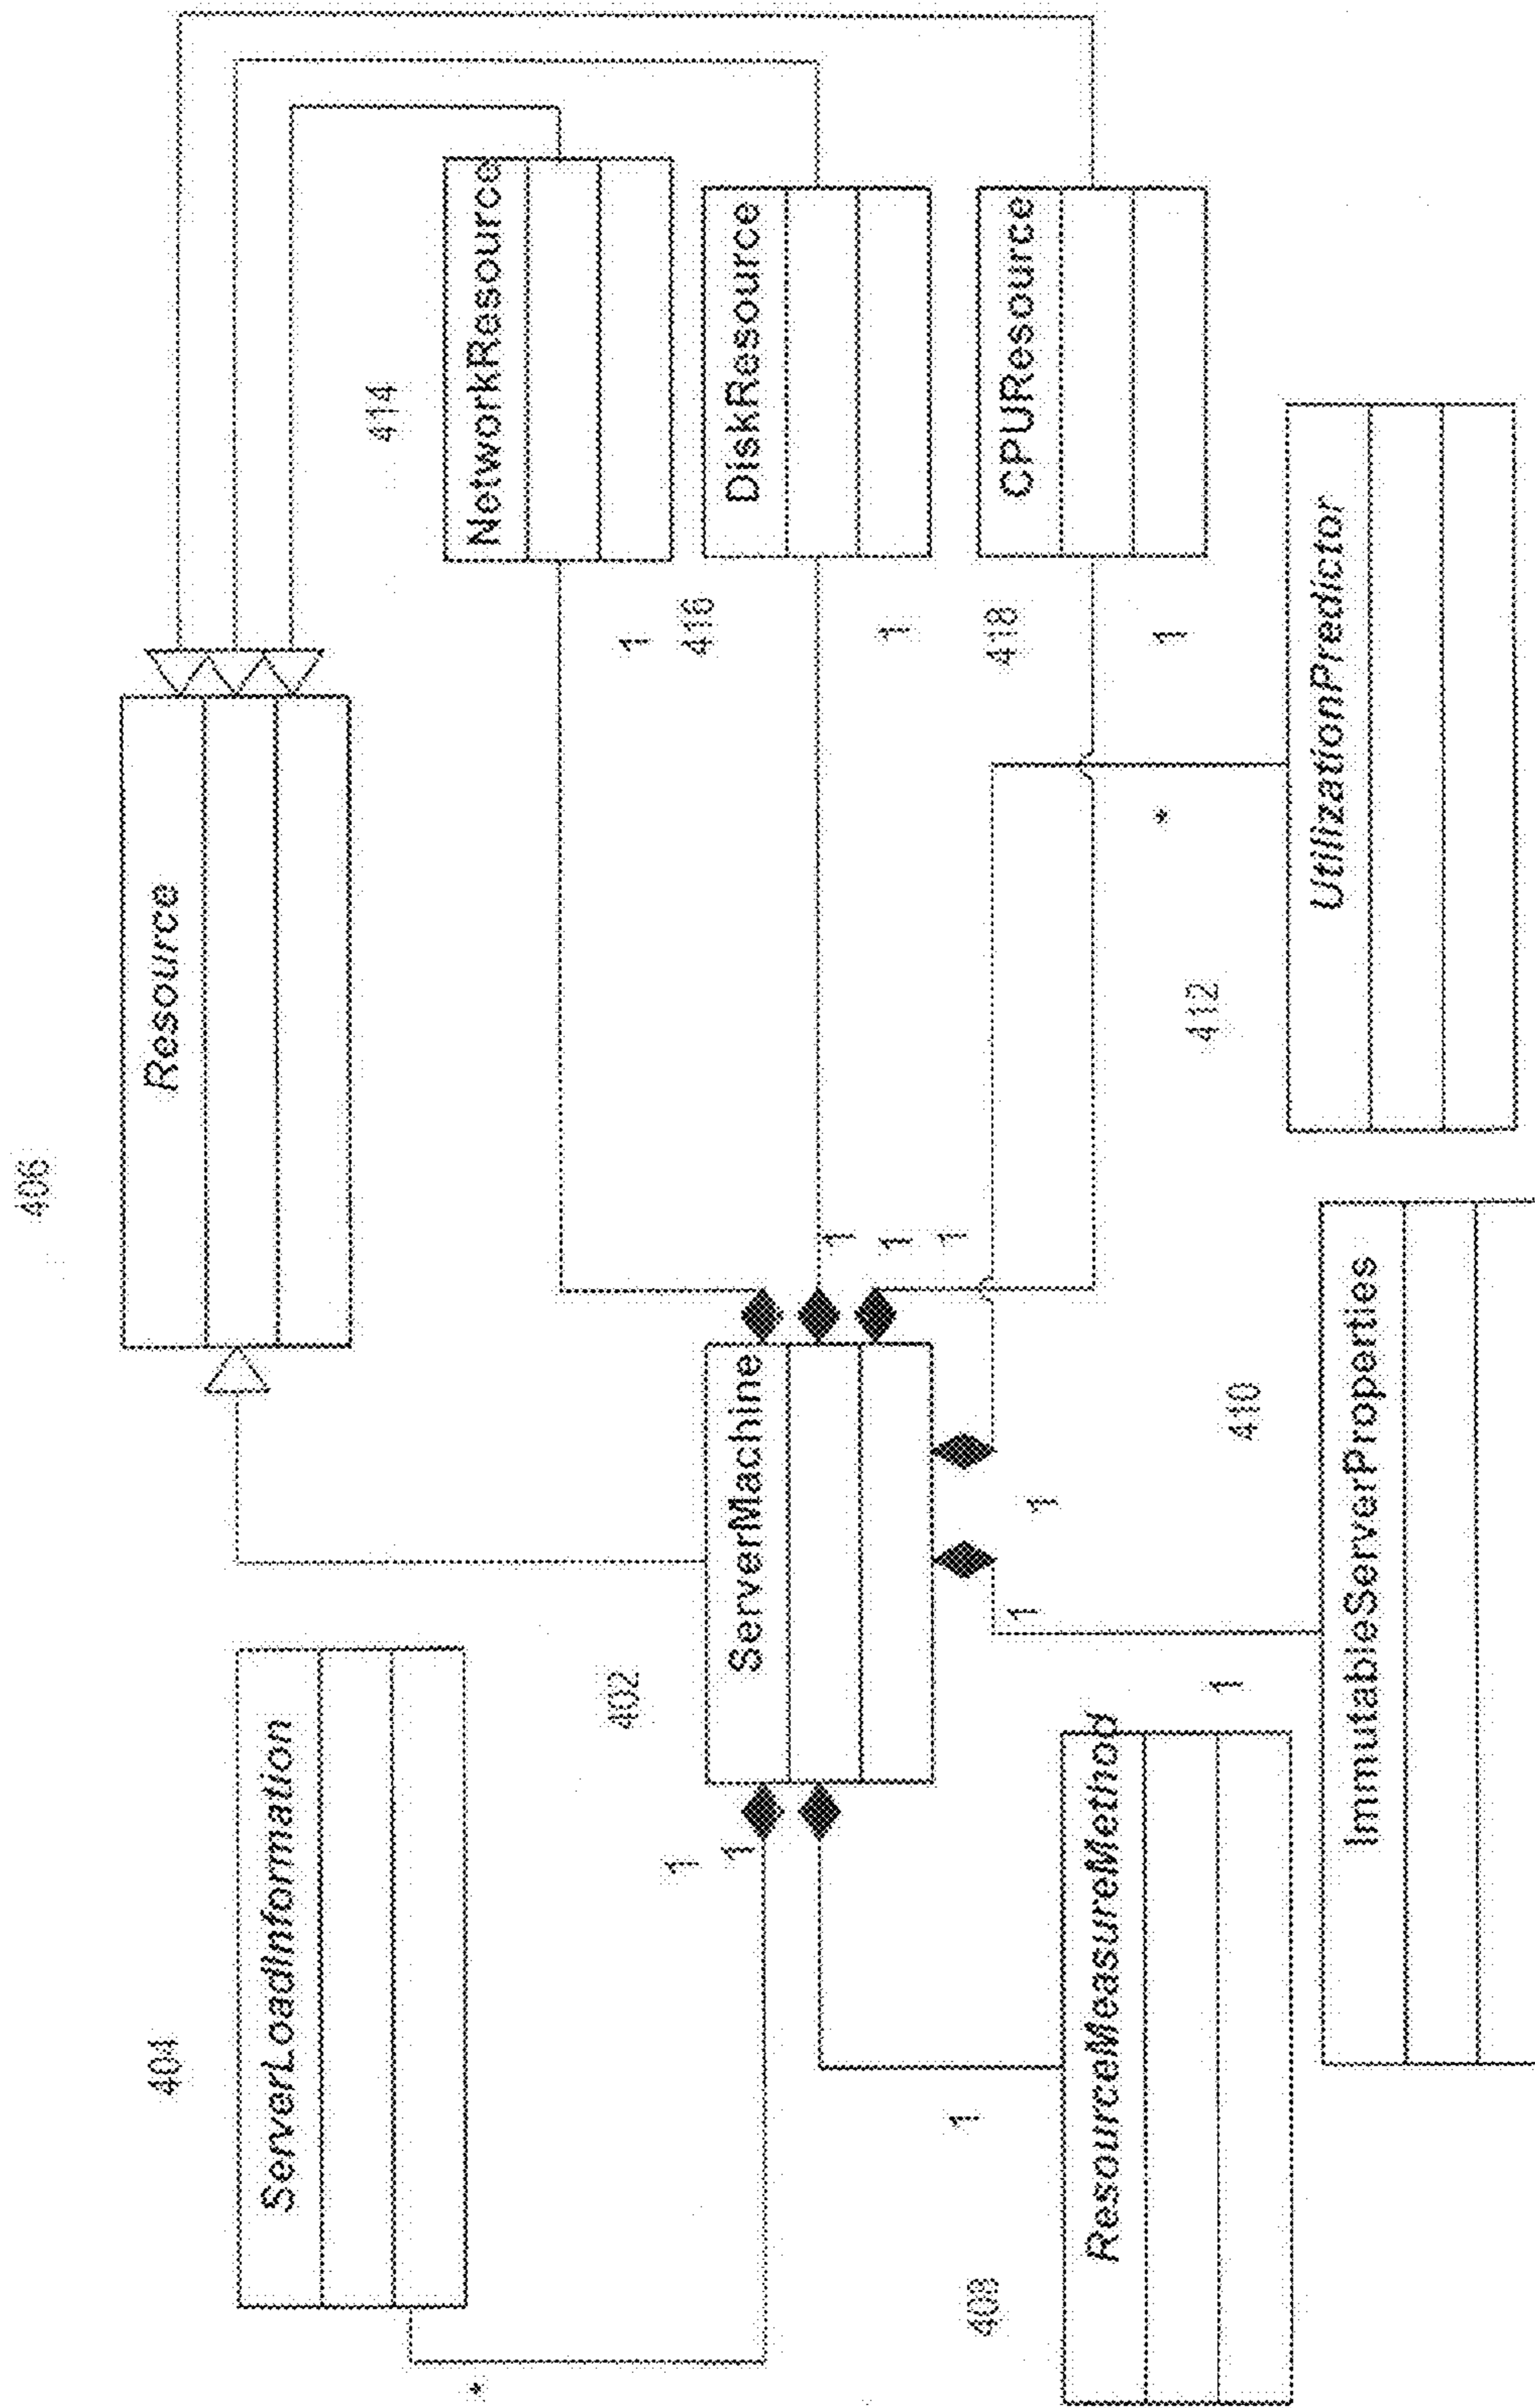 406
404
Resource
ServerLoadInformation
414
*
NetworkResource
402
1
1
416
1
ServerMachine
DiskResource
1
1
1
1
1
408
418
CPUResource
1
1
ResourceMeasureMethod
*
1
412
1
410
UtilizationPredictor
ImmutableServerProperties